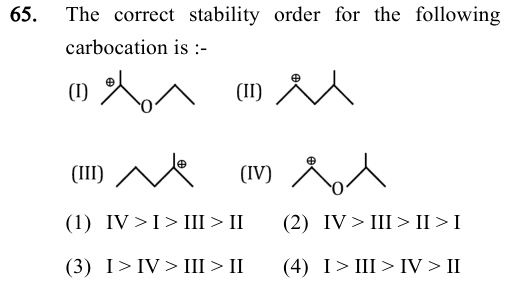 65. The correct stability order for the following
carbocation is :-
(I) ⊕ O (II) ⊕
(III) ⊕ (IV) ⊕ O
(1) IV > I > III > II (2) IV > III > II > I
(3) I > IV > III > II (4) I > III > IV > II